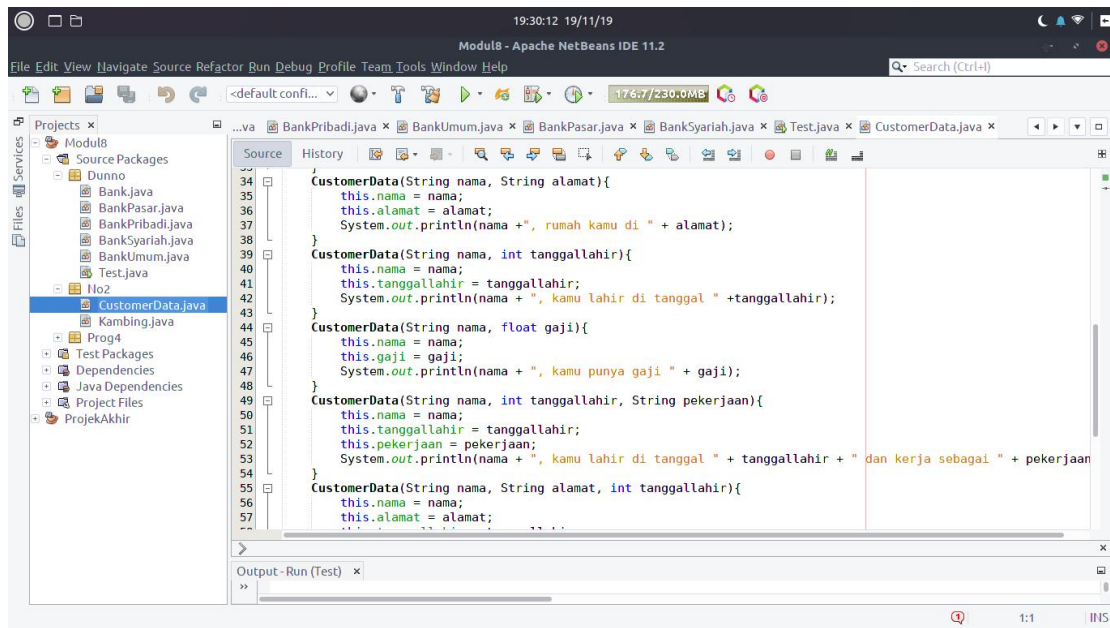 19:30:12 19/11/19
Modul8 - Apache NetBeans IDE 11.2
File Edit View Navigate Source Refactor Run Debug Profile Team Tools Window Help
Search (Ctrl+I)
<default confi...
176.7/230.0MB
Projects
...va BankPribadi.java BankUmum.java BankPasar.java BankSyariah.java Test.java CustomerData.java
Services
Files
Modul8
Source Packages
Dunno
Bank.java
BankPasar.java
BankPribadi.java
BankSyariah.java
BankUmum.java
Test.java
No2
CustomerData.java
Kambing.java
Prog4
Test Packages
Dependencies
Java Dependencies
Project Files
ProjekAkhir
Source History
34 CustomerData(String nama, String alamat){
35 this.nama = nama;
36 this.alamat = alamat;
37 System.out.println(nama +", rumah kamu di " + alamat);
38 }
39 CustomerData(String nama, int tanggallahir){
40 this.nama = nama;
41 this.tanggallahir = tanggallahir;
42 System.out.println(nama + ", kamu lahir di tanggal " +tanggallahir);
43 }
44 CustomerData(String nama, float gaji){
45 this.nama = nama;
46 this.gaji = gaji;
47 System.out.println(nama + ", kamu punya gaji " + gaji);
48 }
49 CustomerData(String nama, int tanggallahir, String pekerjaan){
50 this.nama = nama;
51 this.tanggallahir = tanggallahir;
52 this.pekerjaan = pekerjaan;
53 System.out.println(nama + ", kamu lahir di tanggal " + tanggallahir + " dan kerja sebagai " + pekerjaan
54 }
55 CustomerData(String nama, String alamat, int tanggallahir){
56 this.nama = nama;
57 this.alamat = alamat;
Output - Run (Test)
1
1:1
INS